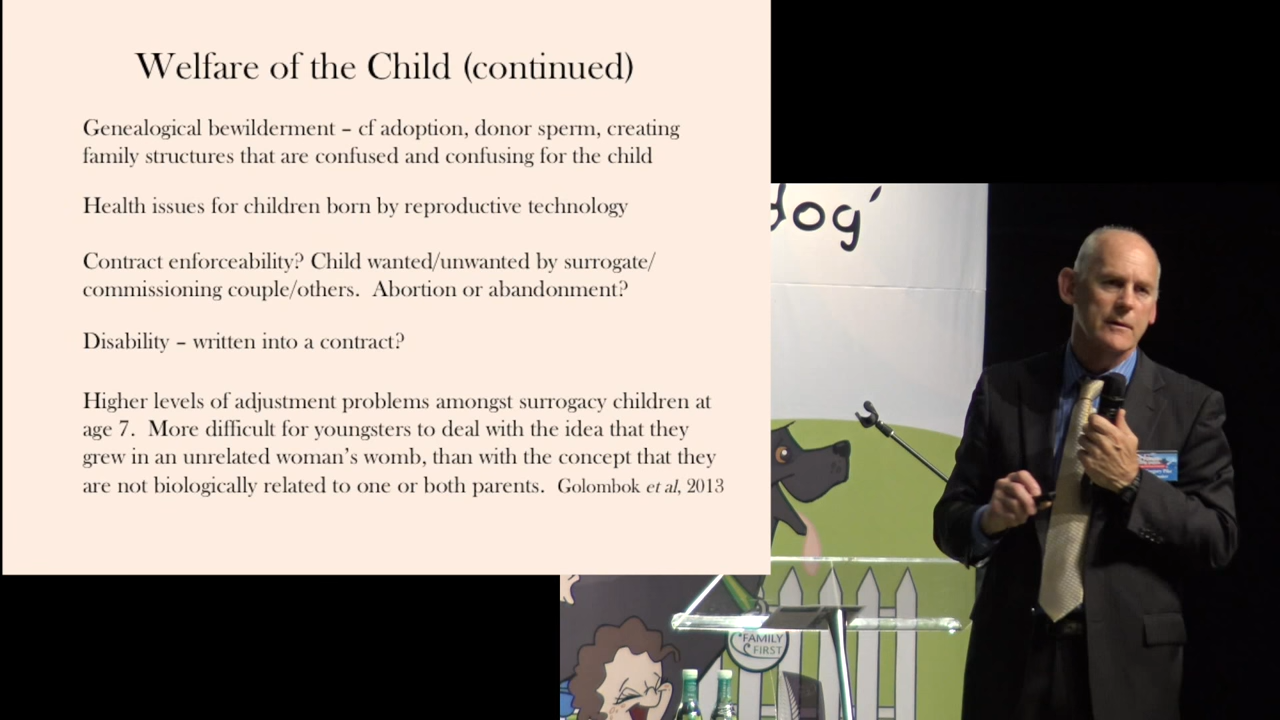 Welfare of the Child (continued)
Genealogical bewilderment – cf adoption, donor sperm, creating
family structures that are confused and confusing for the child
Health issues for children born by reproductive technology
Contract enforceability? Child wanted/unwanted by surrogate/
commissioning couple/others.  Abortion or abandonment?
Disability – written into a contract?
Higher levels of adjustment problems amongst surrogacy children at
age 7.  More difficult for youngsters to deal with the idea that they
grew in an unrelated woman's womb, than with the concept that they
are not biologically related to one or both parents.  Golombok et al, 2013
dog'
FAMILY
FIRST